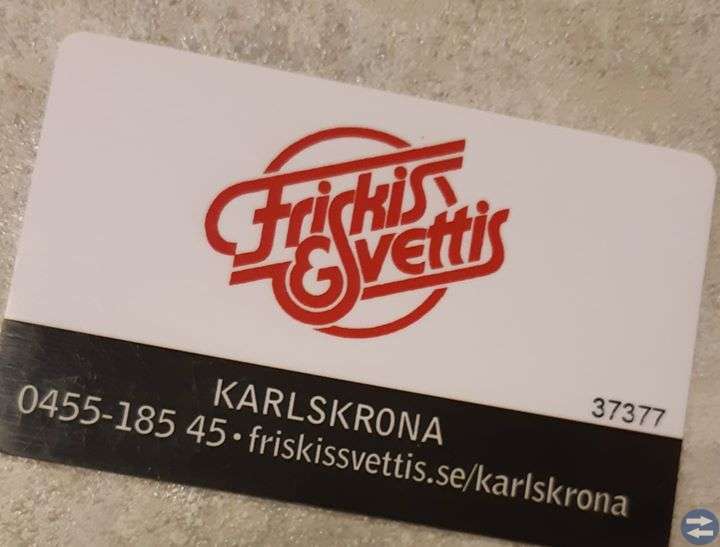 Friskis
&Svettis
37377
KARLSKRONA
0455-185 45 • friskissvettis.se/karlskrona